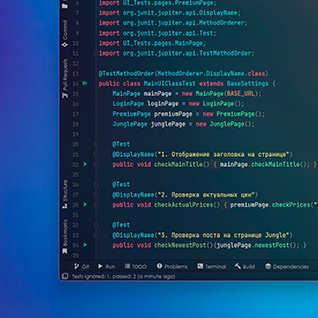 import UI_Tests.pages.PremiumPage;
5 import org.junit.jupiter.api.DisplayName;
6 import org.junit.jupiter.api.MethodOrderer;
7 import org.junit.jupiter.api.Test;
8 import UI_Tests.pages.MainPage;
import org.junit.jupiter.api.TestMethodOrder;
@TestMethodOrder(MethodOrderer.DisplayName.class)
public class MainUIClassTest extends BaseSettings {
MainPage mainPage = new MainPage(BASE_URL);
LoginPage loginPage = new LoginPage();
PremiumPage premiumPage = new PremiumPage();
JunglePage junglePage = new JunglePage();
@Test
@DisplayName("1. Отображение заголовка на странице")
public void checkMainTitle() { mainPage.checkMainTitle(); }
@Test
@DisplayName("2. Проверка актуальных цен")
public void checkActualPrices() { premiumPage.checkPrices("
@Test
@DisplayName("3. Проверка поста на странице Jungle")
public void checkNewestPost(){junglePage.newestPost(); }
Commit
Pull Requests
Structure
Bookmarks
Git Run TODO Problems Terminal Build Dependencies
Tests ignored: 1, passed: 2 (a minute ago)